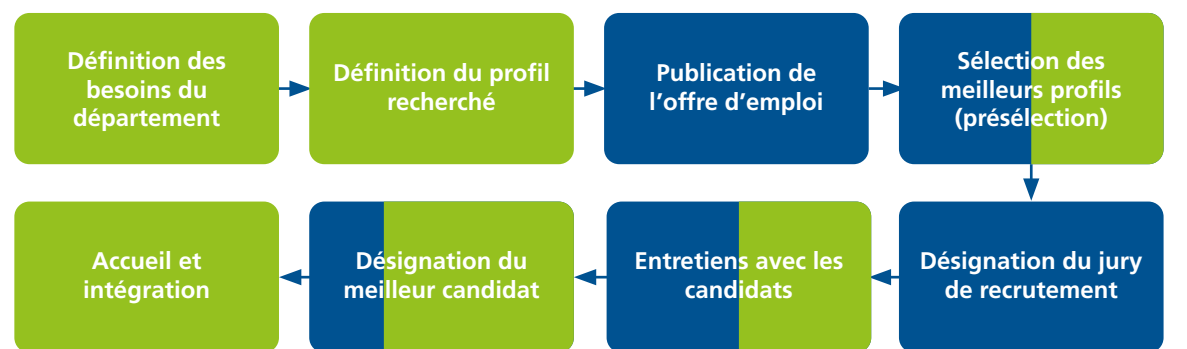 Définition des
besoins du
département
Définition du profil
recherché
Publication de
l'offre d'emploi
Sélection des
meilleurs profils
(présélection)
Désignation du jury
de recrutement
Entretiens avec les
candidats
Désignation du
meilleur candidat
Accueil et
intégration